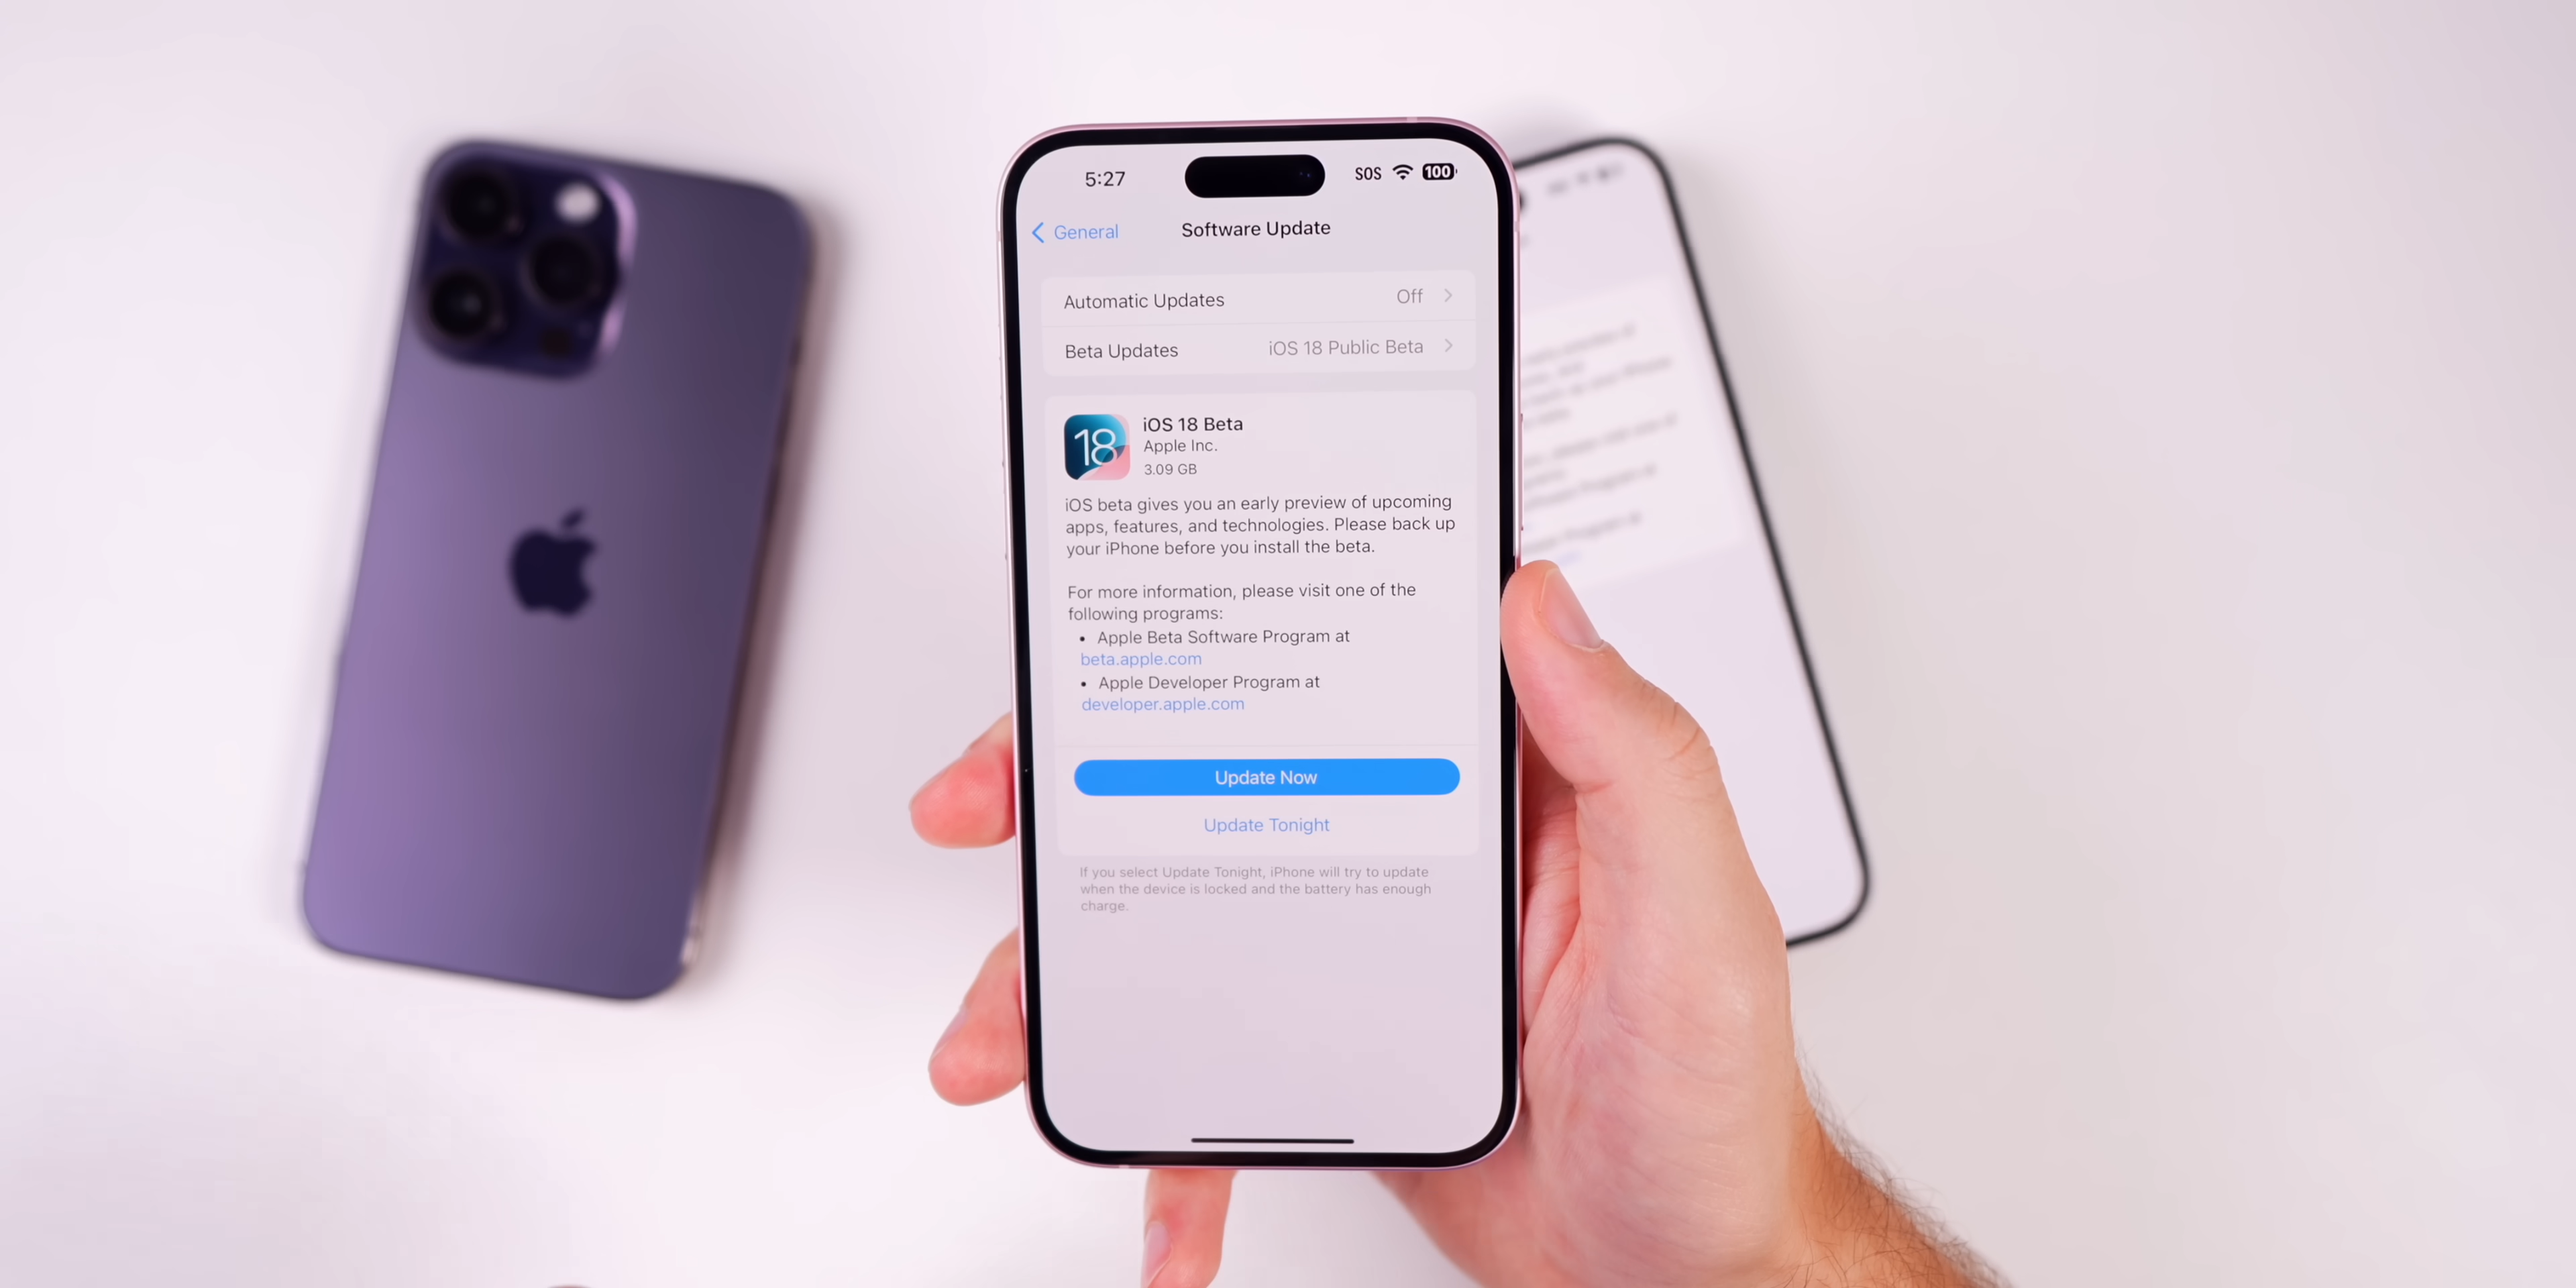 5:27 SOS 100
General Software Update
Automatic Updates Off
Beta Updates iOS 18 Public Beta
18
iOS 18 Beta
Apple Inc.
3.09 GB
iOS beta gives you an early preview of upcoming
apps, features, and technologies. Please back up
your iPhone before you install the beta.
For more information, please visit one of the
following programs:
• Apple Beta Software Program at
beta.apple.com
• Apple Developer Program at
developer.apple.com
Update Now
Update Tonight
If you select Update Tonight, iPhone will try to update
when the device is locked and the battery has enough
charge.